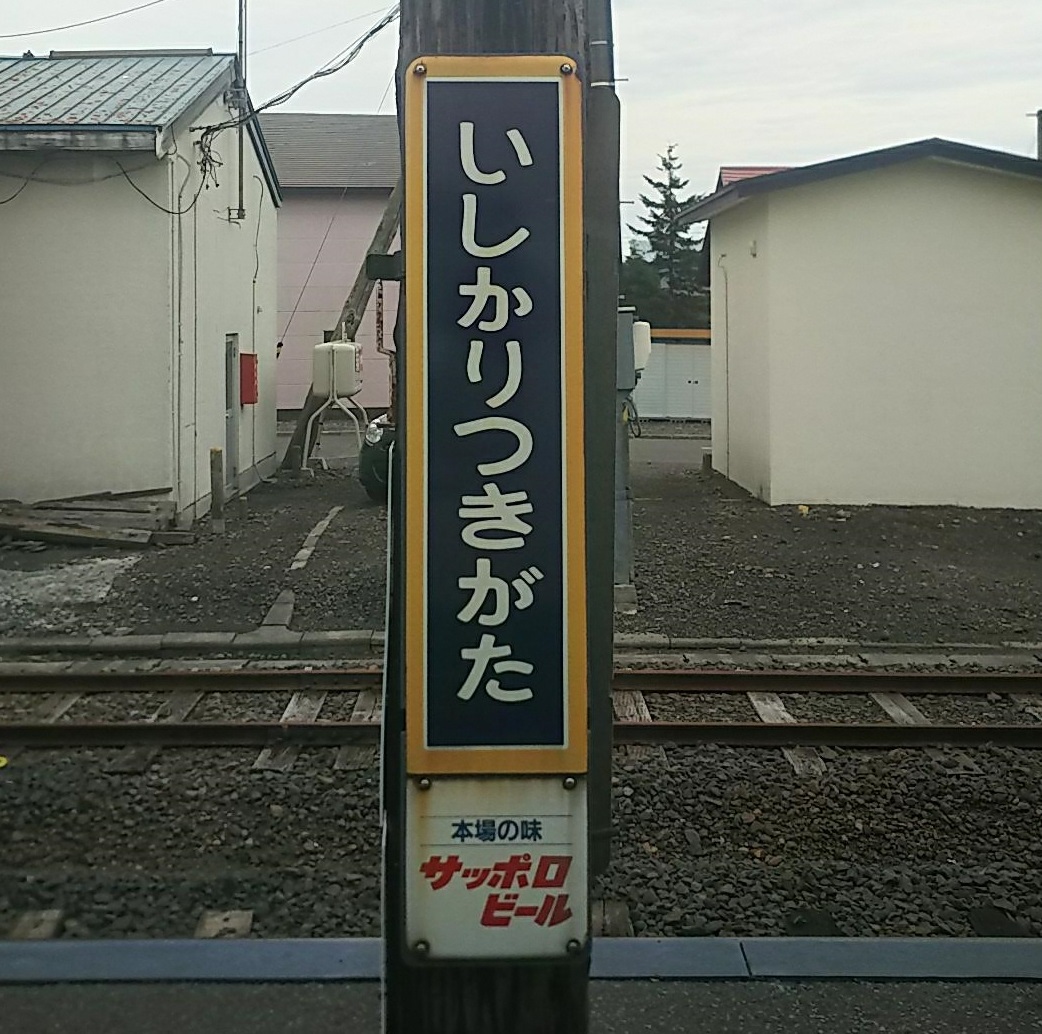 いしかりつきがた
本場の味
サッポロ
ビール